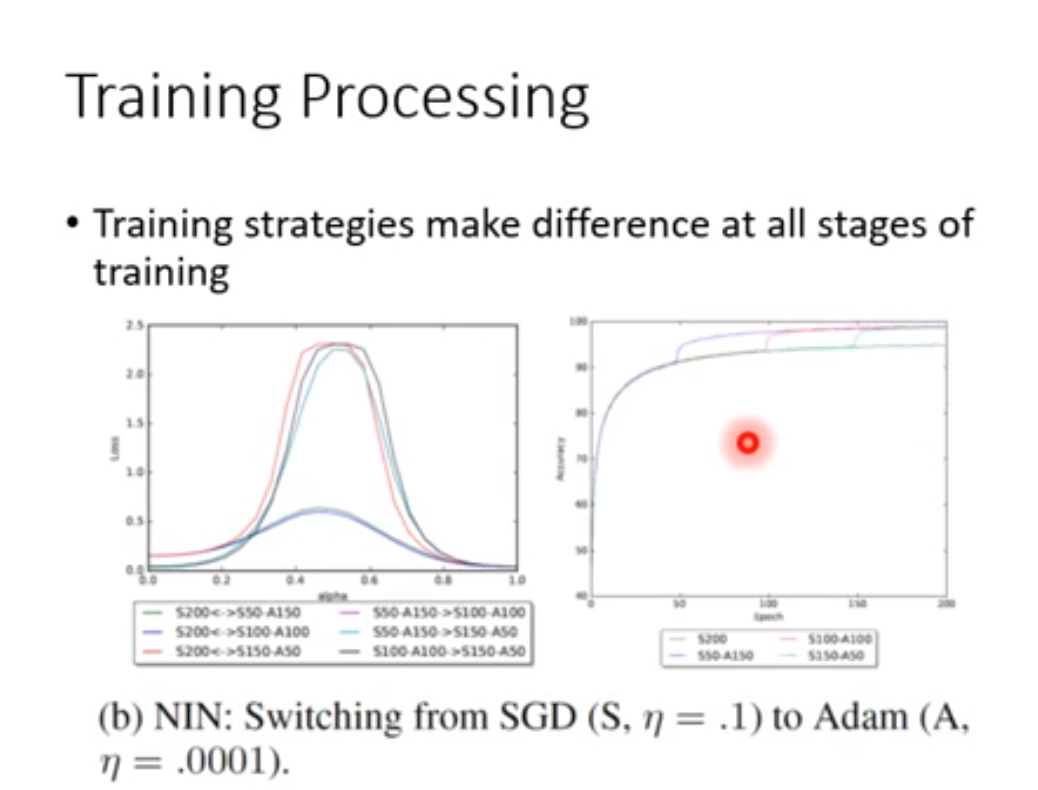 Training Processing
• Training strategies make difference at all stages of
training
2.5
2.0
1.5
1.0
0.5
0.0
Loss
0.0 0.2 0.4 0.6 0.8 1.0
alpha
S200<->S50-A150
S200<->S100-A100
S200<->S150-A50
S50-A150->S100-A100
S50-A150->S150-A50
S100-A100->S150-A50
100
90
80
70
60
50
40
Accuracy
0 50 100 150 200
Epoch
S200
S50-A150
S100-A100
S150-A50
(b) NIN: Switching from SGD (S, η = .1) to Adam (A,
η = .0001).